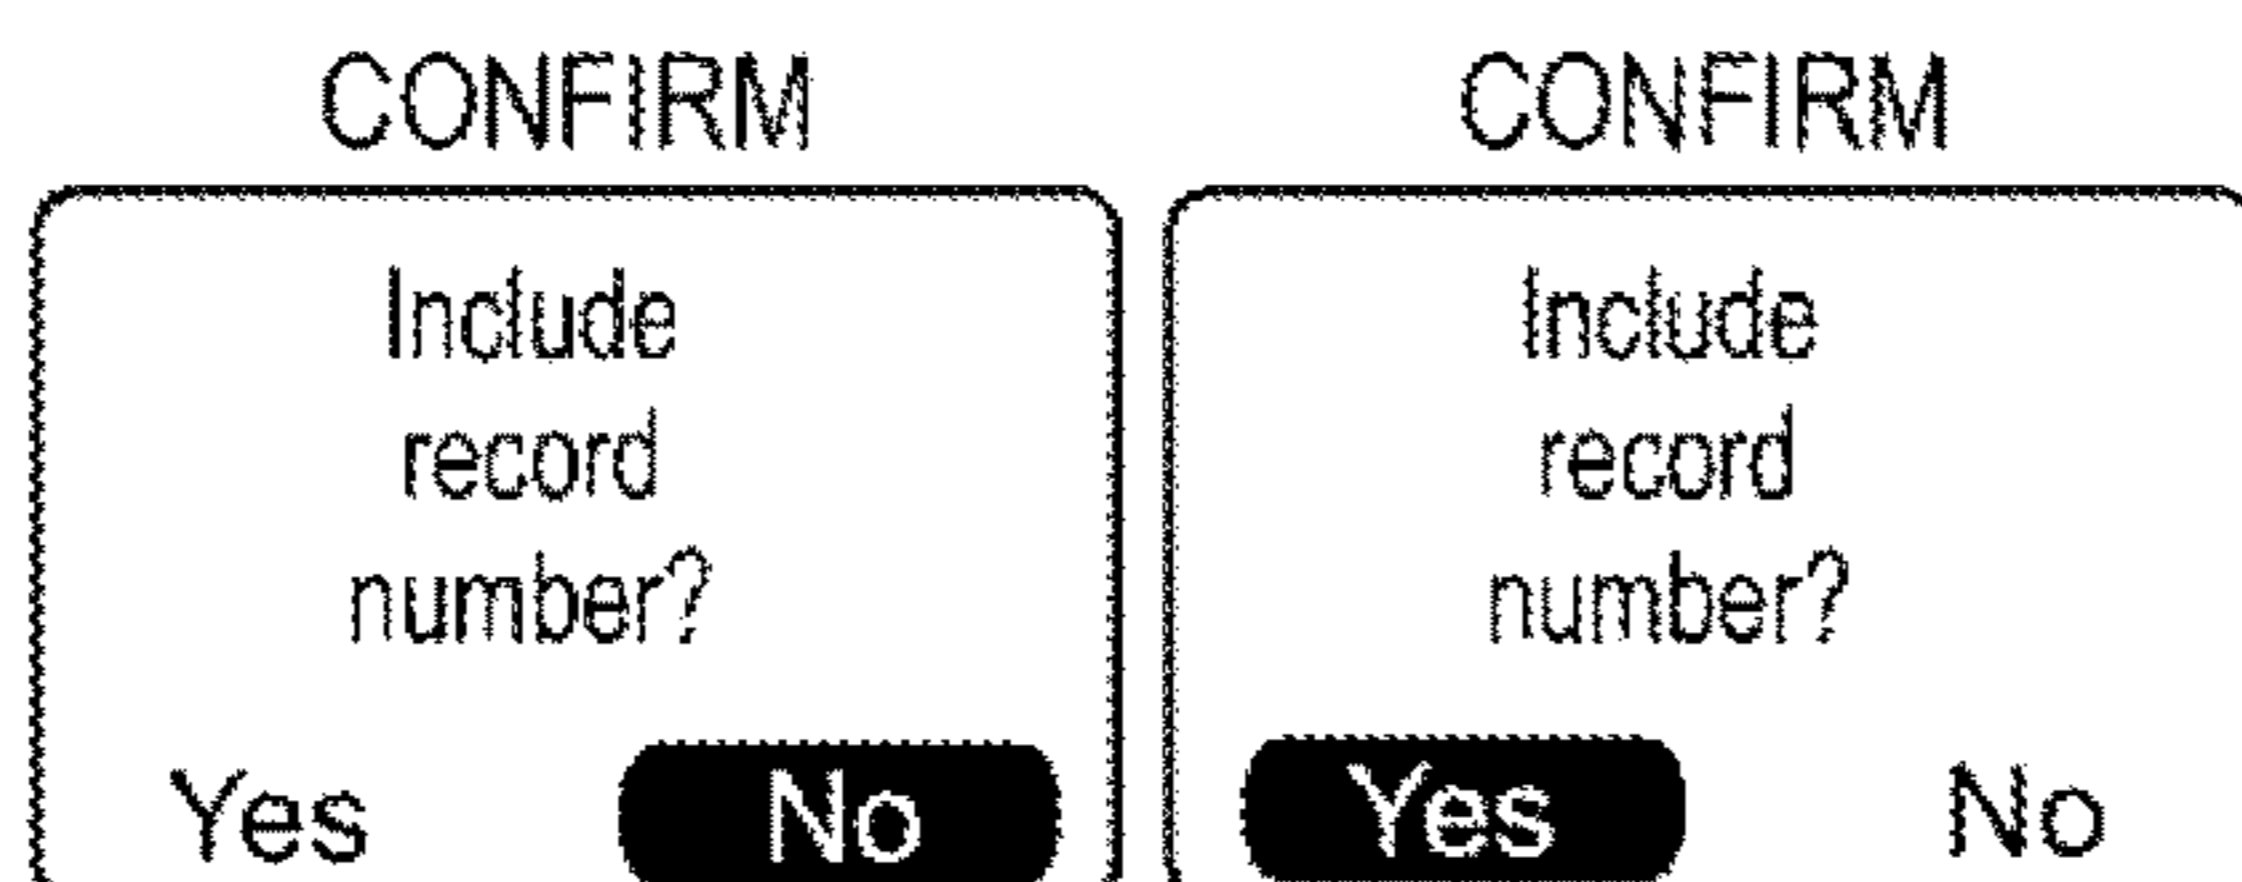 CONFIRM
Include
record
number?
Yes No
CONFIRM
Include
record
number?
Yes No